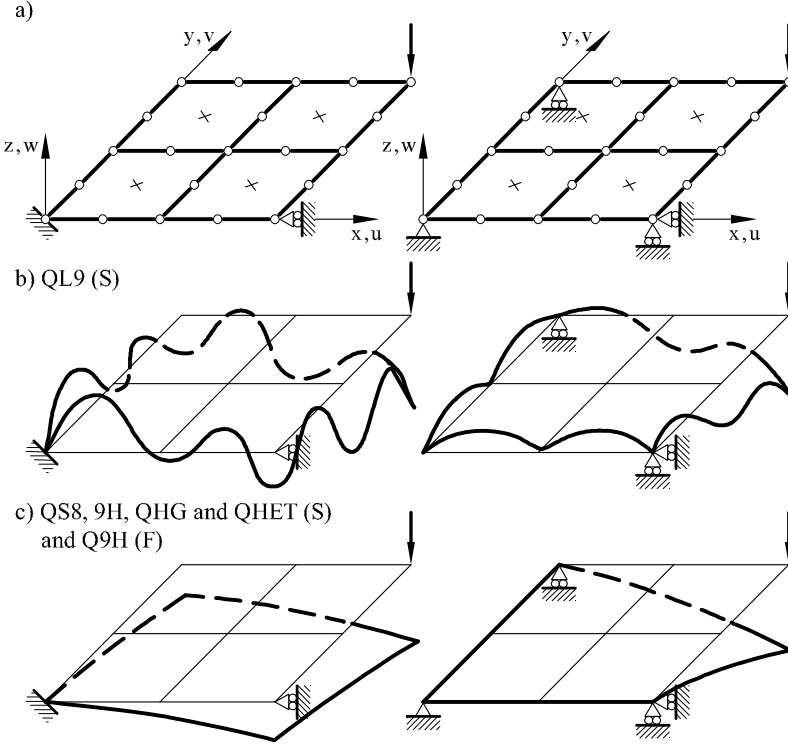 a)
y,v
y,v
z,w
z,w
x,u
x,u
b) QL9 (S)
c) QS8, 9H, QHG and QHET (S)
and Q9H (F)